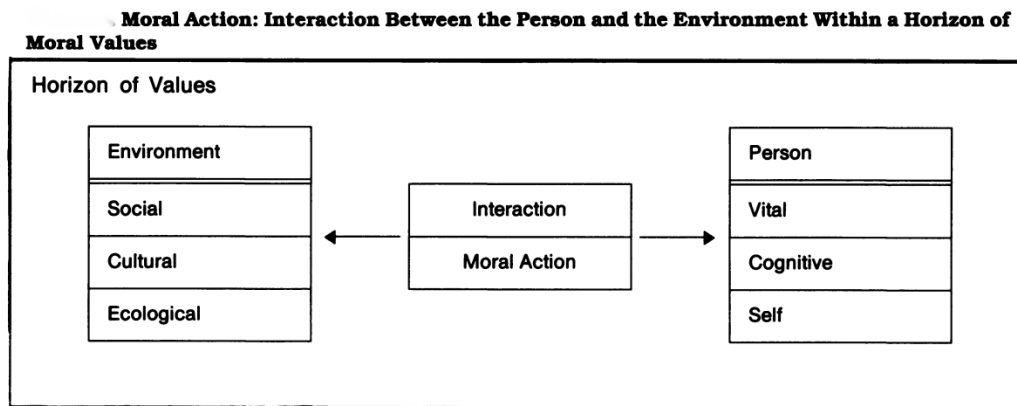 Moral Action: Interaction Between the Person and the Environment Within a Horizon of
Moral Values
Horizon of Values
Environment
Social
Cultural
Ecological
Interaction
Moral Action
Person
Vital
Cognitive
Self